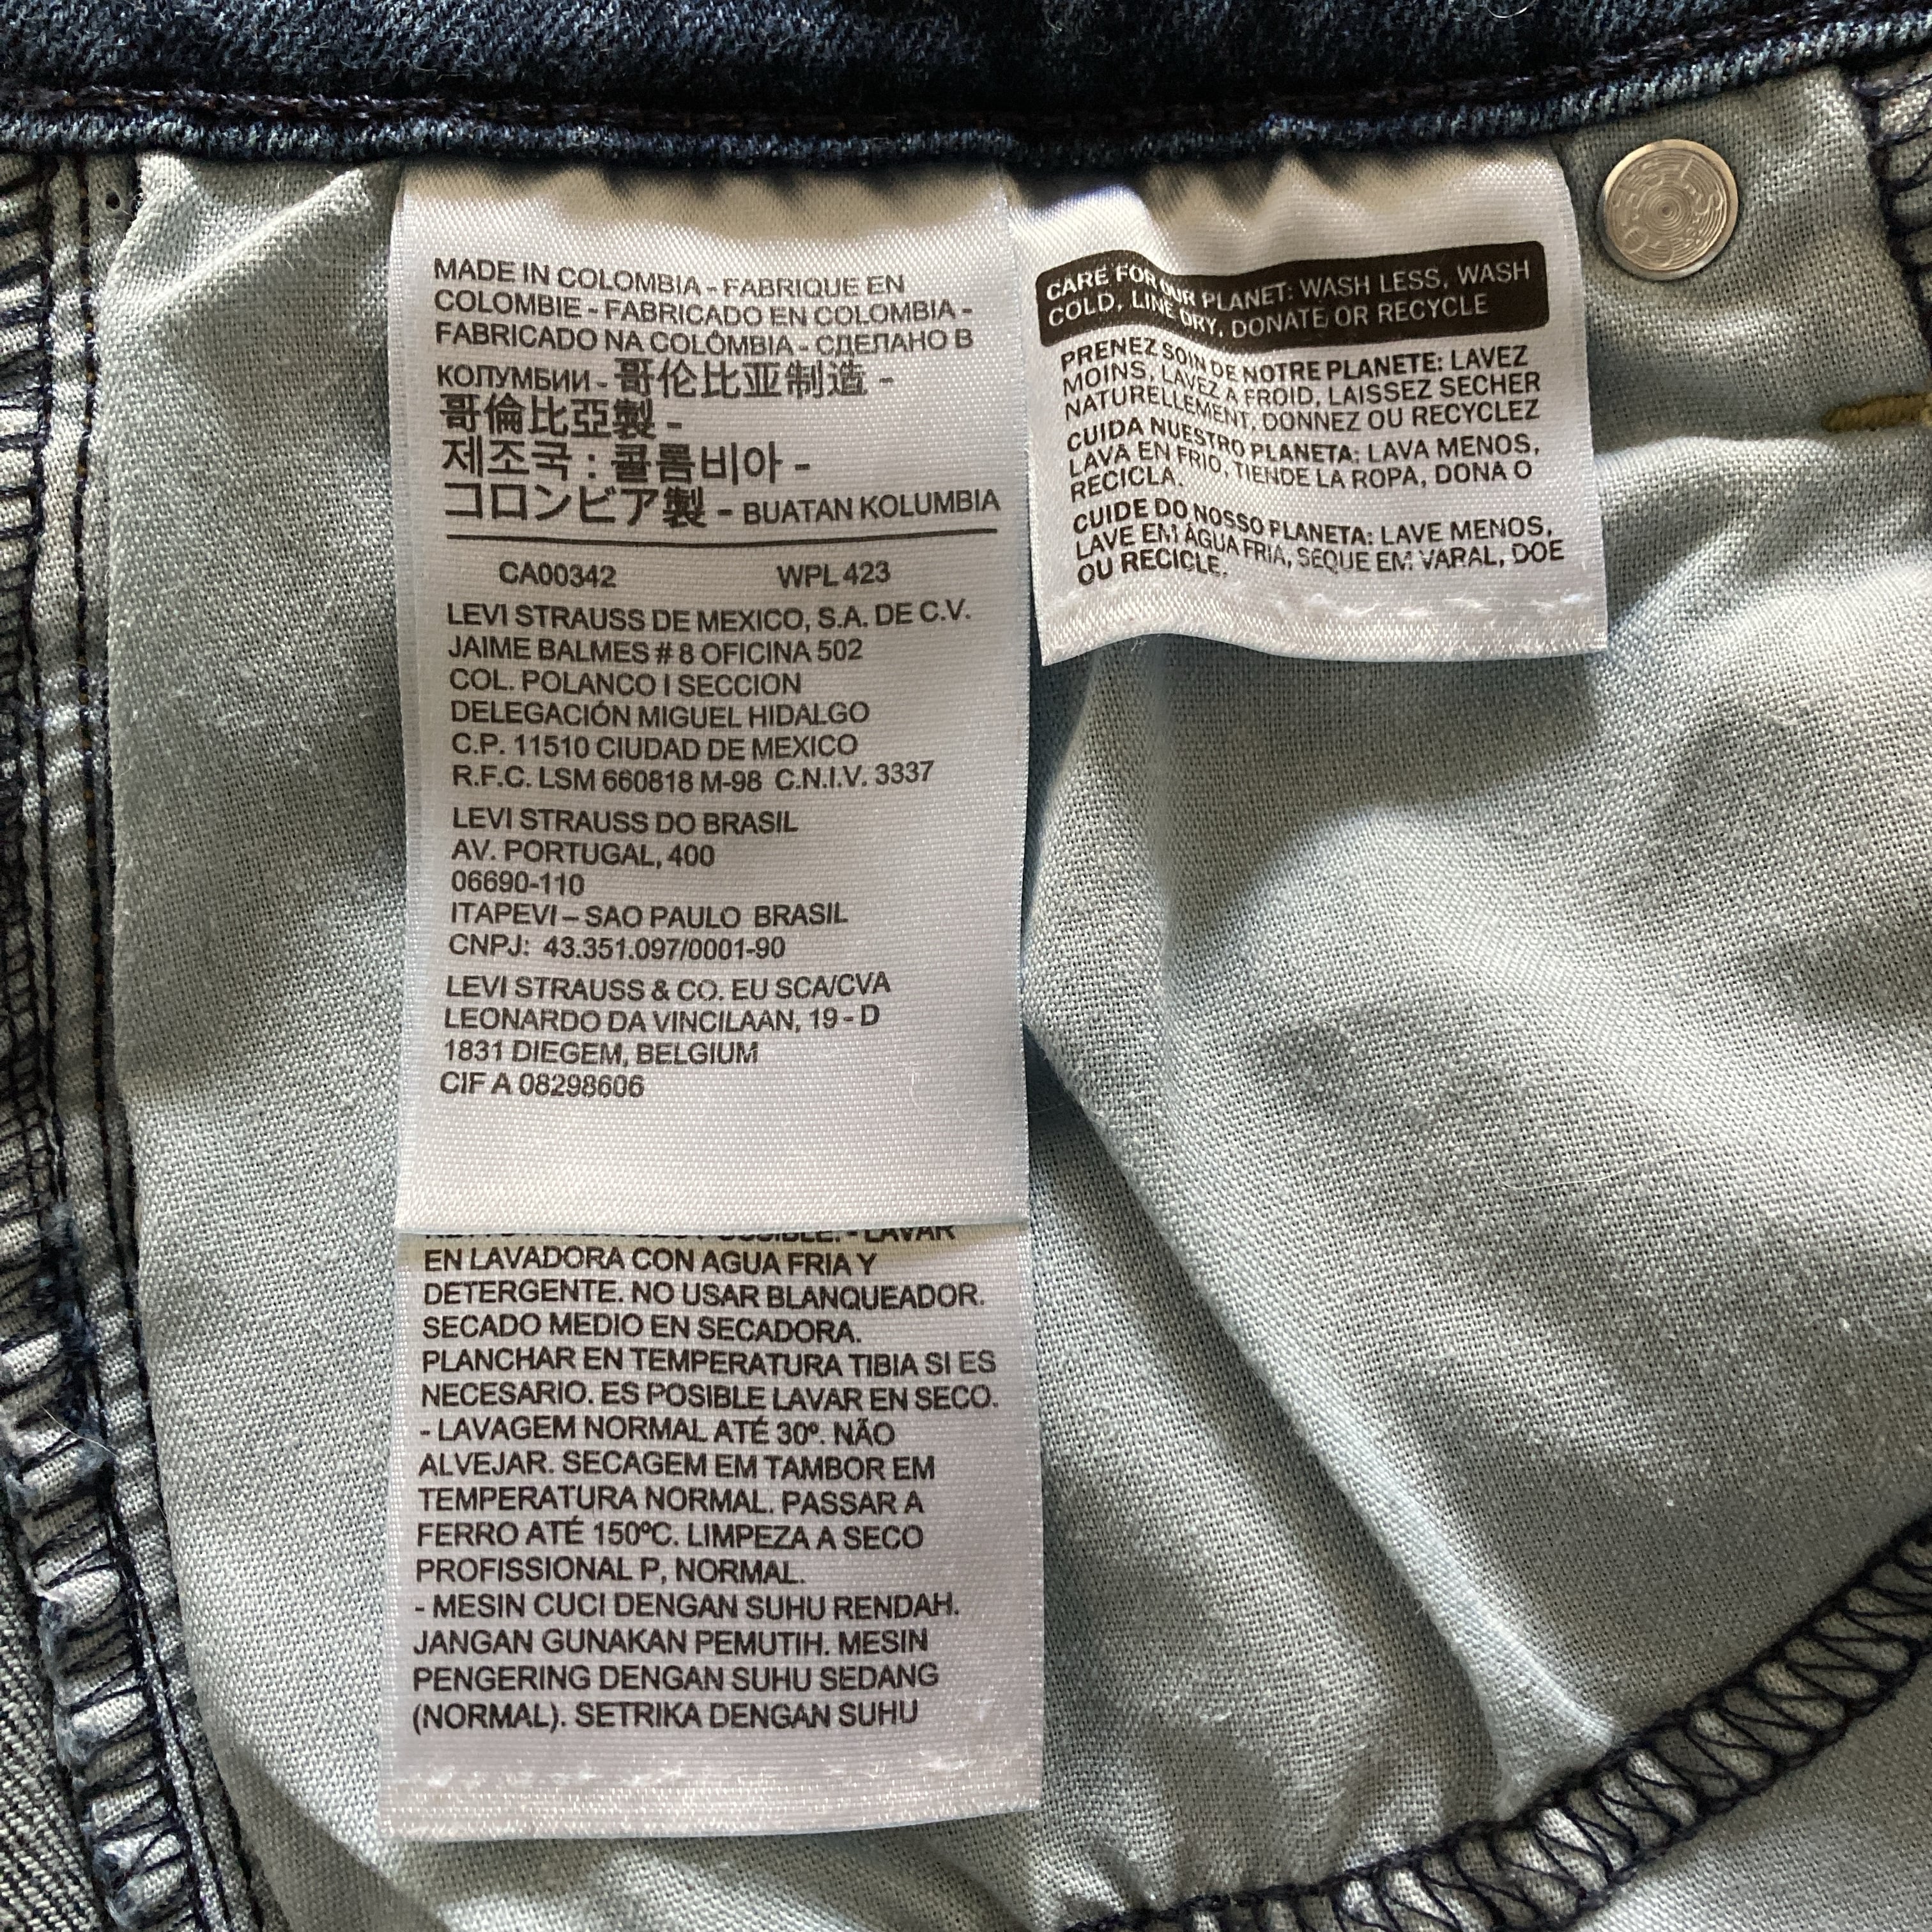 MADE IN COLOMBIA - FABRIQUE EN
COLOMBIE - FABRICADO EN COLOMBIA -
FABRICADO NA COLÔMBIA - СДЕЛАНО В
КОЛУМБИИ - 哥伦比亚制造 -
哥倫比亞製 -
제조국 : 콜롬비아 -
コロンビア製 - BUATAN KOLUMBIA
CA00342 WPL 423
LEVI STRAUSS DE MEXICO, S.A. DE C.V.
JAIME BALMES # 8 OFICINA 502
COL. POLANCO I SECCION
DELEGACIÓN MIGUEL HIDALGO
C.P. 11510 CIUDAD DE MEXICO
R.F.C. LSM 660818 M-98 C.N.I.V. 3337
LEVI STRAUSS DO BRASIL
AV. PORTUGAL, 400
06690-110
ITAPEVI – SAO PAULO BRASIL
CNPJ: 43.351.097/0001-90
LEVI STRAUSS & CO. EU SCA/CVA
LEONARDO DA VINCILAAN, 19 - D
1831 DIEGEM, BELGIUM
CIF A 08298606
- LAVAR
EN LAVADORA CON AGUA FRIA Y
DETERGENTE. NO USAR BLANQUEADOR.
SECADO MEDIO EN SECADORA.
PLANCHAR EN TEMPERATURA TIBIA SI ES
NECESARIO. ES POSIBLE LAVAR EN SECO.
- LAVAGEM NORMAL ATÉ 30º. NÃO
ALVEJAR. SECAGEM EM TAMBOR EM
TEMPERATURA NORMAL. PASSAR A
FERRO ATÉ 150ºC. LIMPEZA A SECO
PROFISSIONAL P, NORMAL.
- MESIN CUCI DENGAN SUHU RENDAH.
JANGAN GUNAKAN PEMUTIH. MESIN
PENGERING DENGAN SUHU SEDANG
(NORMAL). SETRIKA DENGAN SUHU
CARE FOR OUR PLANET: WASH LESS, WASH
COLD, LINE DRY, DONATE OR RECYCLE
PRENEZ SOIN DE NOTRE PLANETE: LAVEZ
MOINS, LAVEZ A FROID, LAISSEZ SECHER
NATURELLEMENT, DONNEZ OU RECYCLEZ
CUIDA NUESTRO PLANETA: LAVA MENOS,
LAVA EN FRIO, TIENDE LA ROPA, DONA O
RECICLA.
CUIDE DO NOSSO PLANETA: LAVE MENOS,
LAVE EM ÁGUA FRIA, SEQUE EM VARAL, DOE
OU RECICLE.